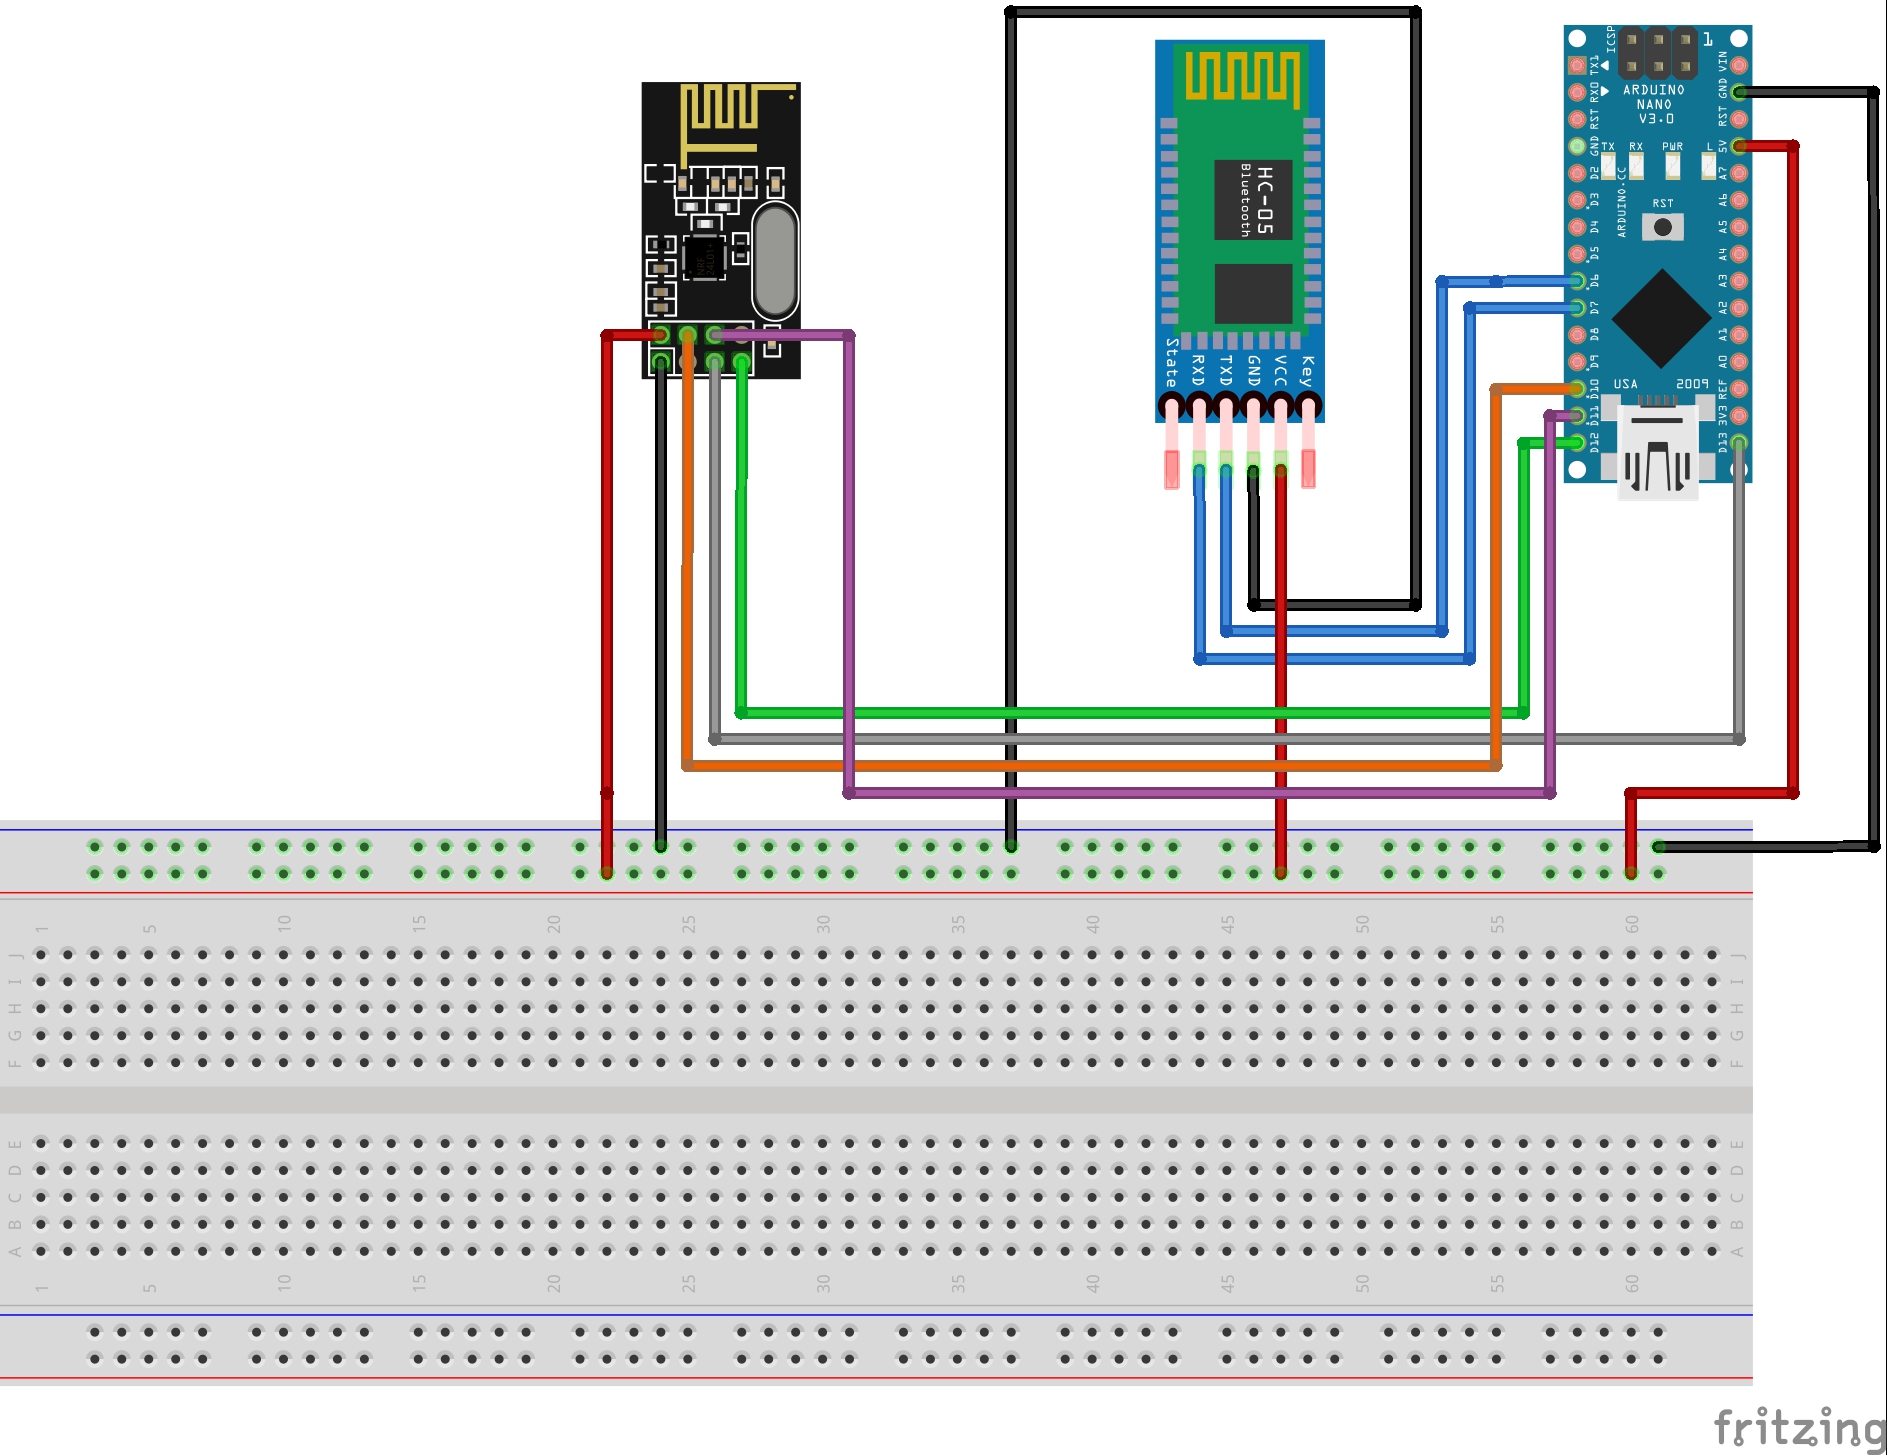 NRF
24L01+
HC-05
Bluetooth
State
RXD
TXD
GND
VCC
Key
ICSP
1
TX1
RX0
RST
GND
D2
D3
D4
D5
D6
D7
D8
D9
D10
D11
D12
ARDUINO
NANO
V3.0
TX
RX
PWR
L
ARDUINO.CC
RST
USA
2009
VIN
GND
RST
5V
A7
A6
A5
A4
A3
A2
A1
A0
REF
3V3
D13
1 5 10 15 20 25 30 35 40 45 50 55 60
J J
I I
H H
G G
F F
E E
D D
C C
B B
A A
1 5 10 15 20 25 30 35 40 45 50 55 60
fritzing